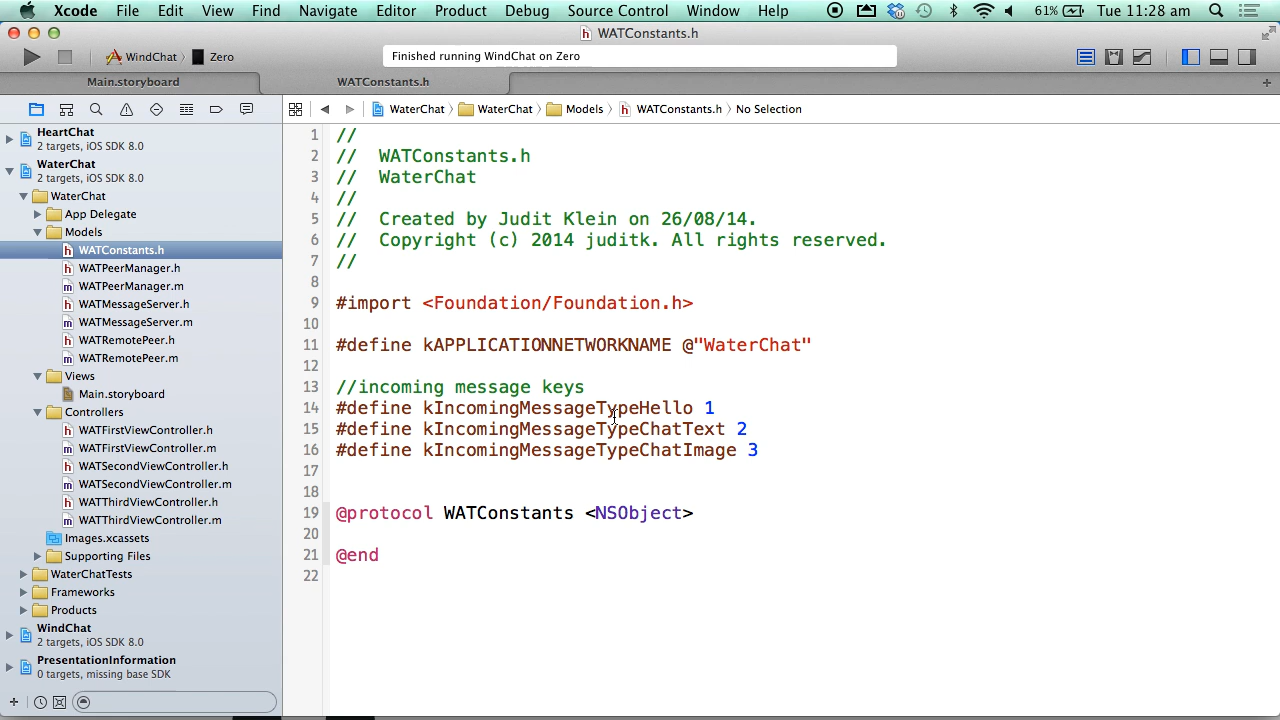 Xcode File Edit View Find Navigate Editor Product Debug Source Control Window Help 61% Tue 11:28 am
WATConstants.h
WindChat Zero Finished running WindChat on Zero
Main.storyboard WATConstants.h
WaterChat WaterChat Models WATConstants.h No Selection
HeartChat
2 targets, iOS SDK 8.0
WaterChat
2 targets, iOS SDK 8.0
WaterChat
App Delegate
Models
WATConstants.h
WATPeerManager.h
WATPeerManager.m
WATMessageServer.h
WATMessageServer.m
WATRemotePeer.h
WATRemotePeer.m
Views
Main.storyboard
Controllers
WATFirstViewController.h
WATFirstViewController.m
WATSecondViewController.h
WATSecondViewController.m
WATThirdViewController.h
WATThirdViewController.m
Images.xcassets
Supporting Files
WaterChatTests
Frameworks
Products
WindChat
2 targets, iOS SDK 8.0
PresentationInformation
0 targets, missing base SDK
1 //
2 // WATConstants.h
3 // WaterChat
4 //
5 // Created by Judit Klein on 26/08/14.
6 // Copyright (c) 2014 juditk. All rights reserved.
7 //
8
9 #import <Foundation/Foundation.h>
10
11 #define kAPPLICATIONNETWORKNAME @"WaterChat"
12
13 //incoming message keys
14 #define kIncomingMessageTypeHello 1
15 #define kIncomingMessageTypeChatText 2
16 #define kIncomingMessageTypeChatImage 3
17
18
19 @protocol WATConstants <NSObject>
20
21 @end
22